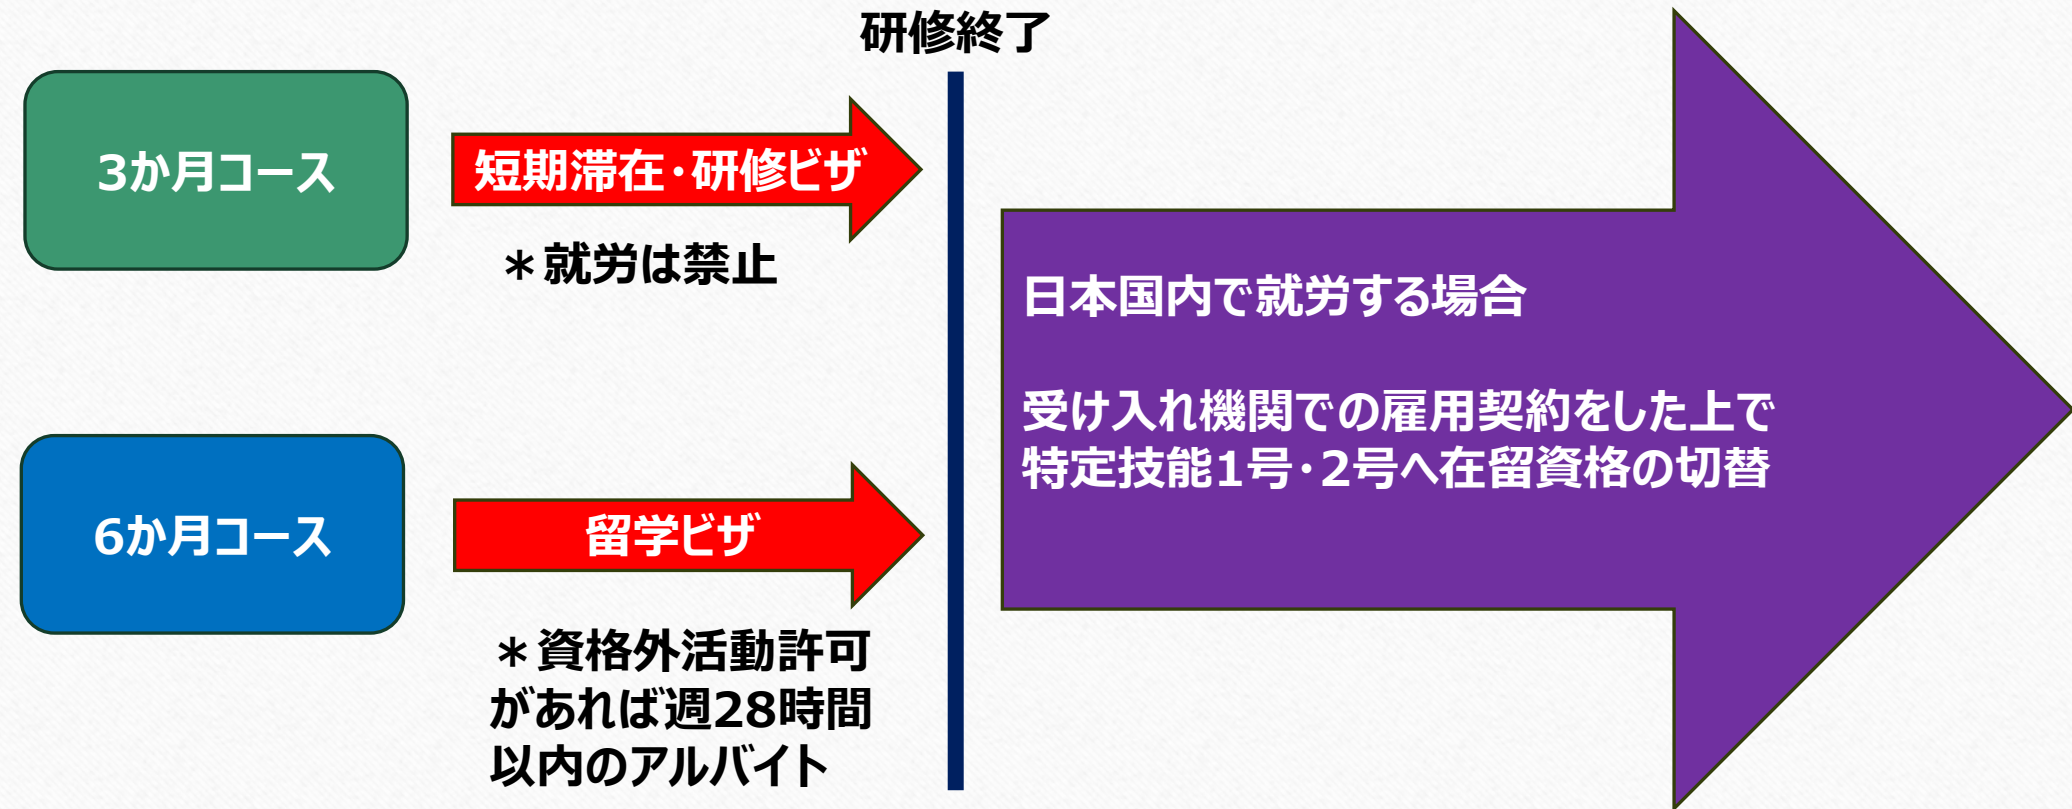 研修終了
3か月コース
短期滞在・研修ビザ
＊就労は禁止
6か月コース
留学ビザ
＊資格外活動許可
があれば週28時間
以内のアルバイト
日本国内で就労する場合
受け入れ機関での雇用契約をした上で
特定技能1号・2号へ在留資格の切替